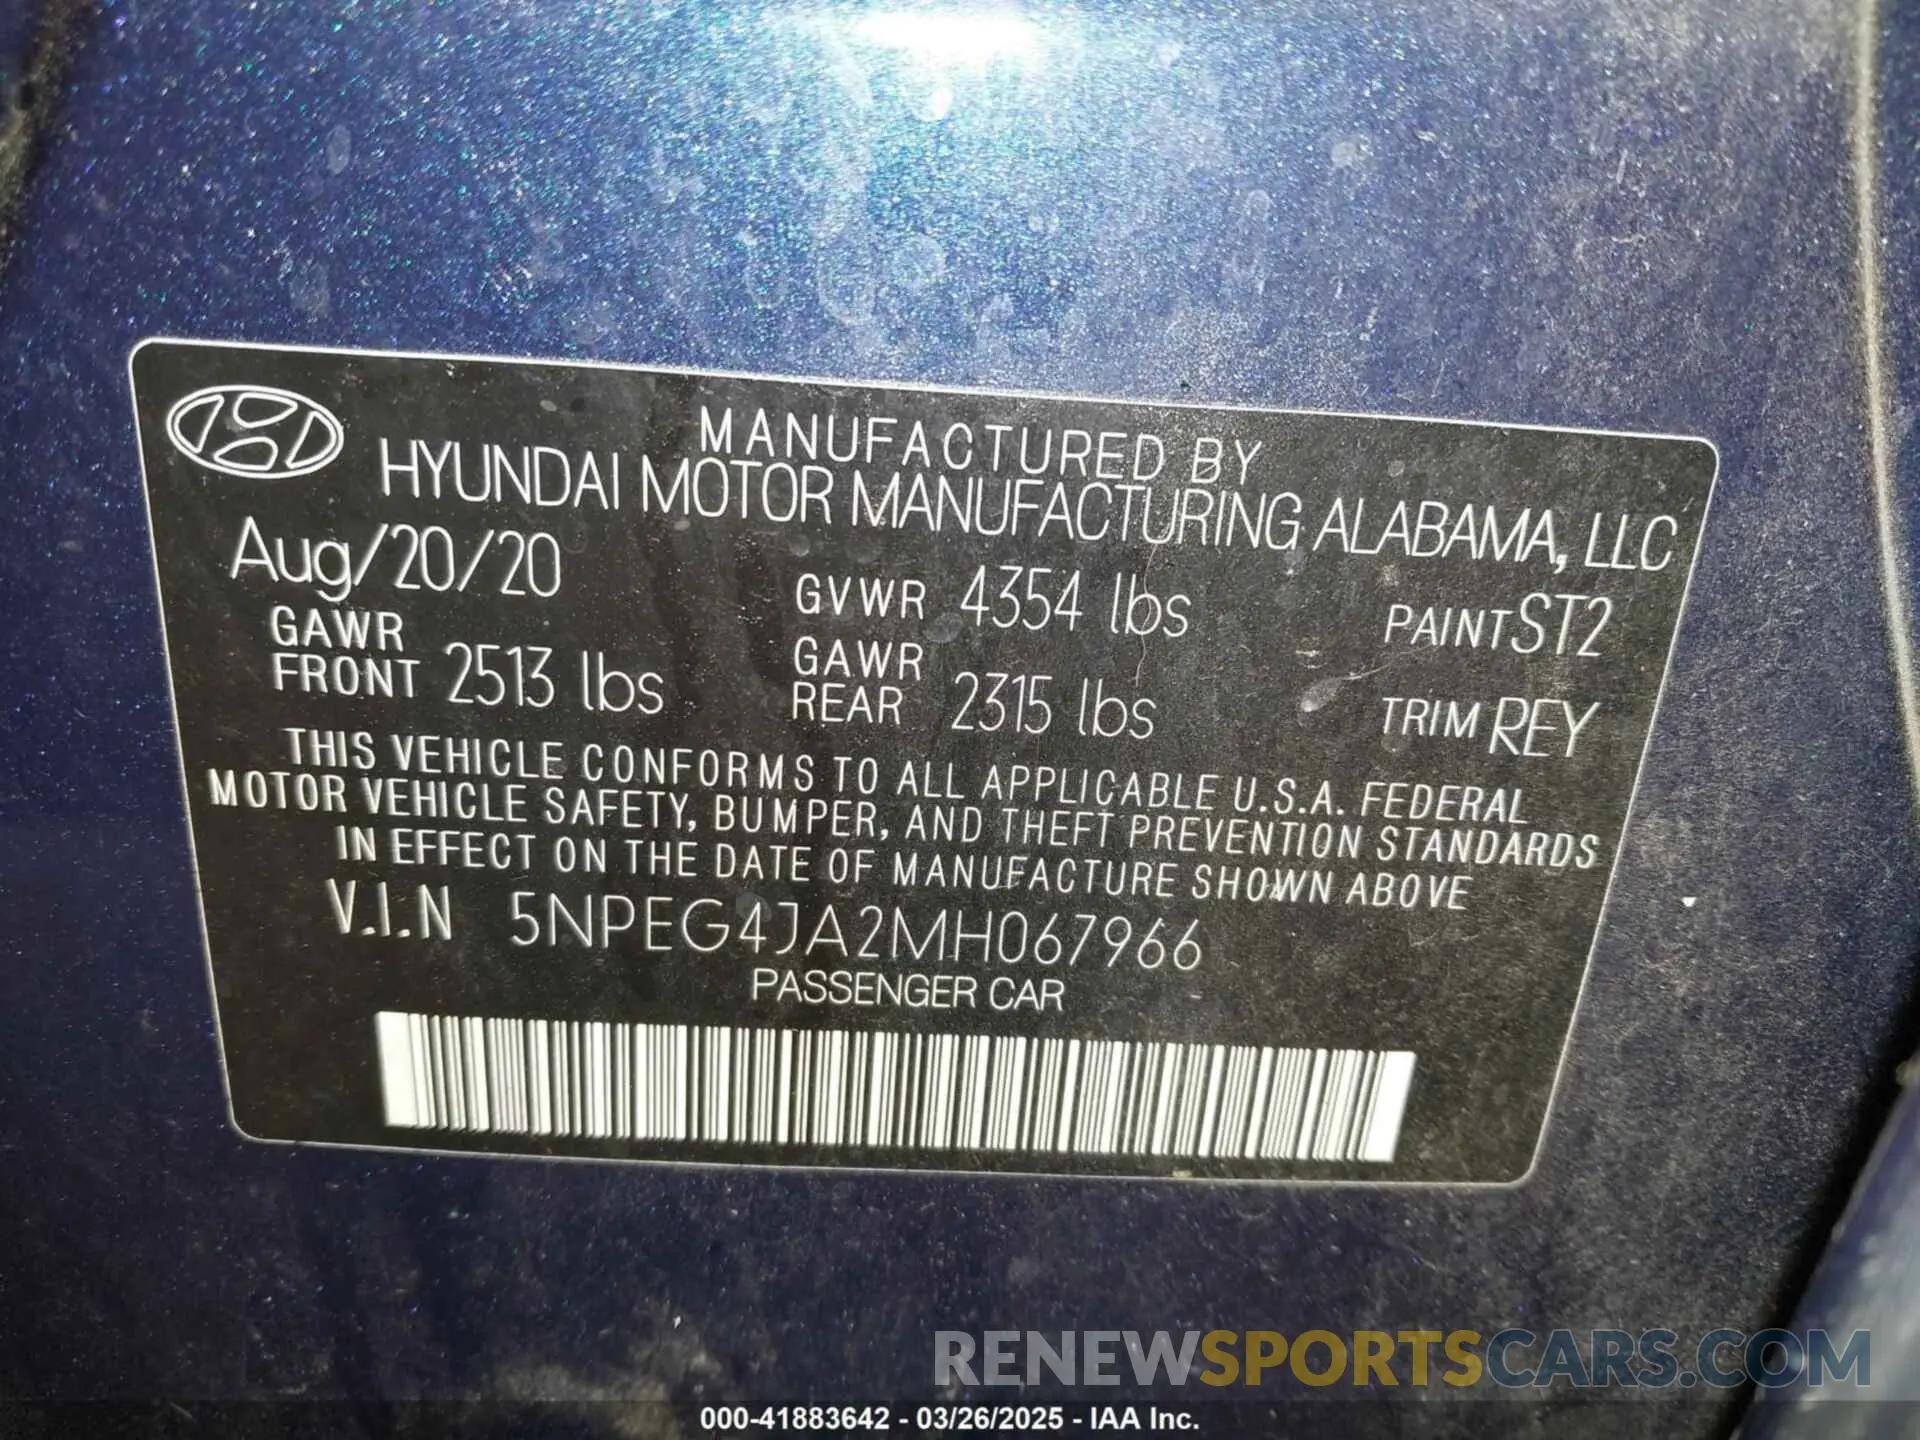 MANUFACTURED BY
HYUNDAI MOTOR MANUFACTURING ALABAMA, LLC
Aug/20/20
GVWR 4354 lbs
PAINT ST2
GAWR FRONT 2513 lbs
GAWR REAR 2315 lbs
TRIM REY
THIS VEHICLE CONFORMS TO ALL APPLICABLE U.S.A. FEDERAL
MOTOR VEHICLE SAFETY, BUMPER, AND THEFT PREVENTION STANDARDS
IN EFFECT ON THE DATE OF MANUFACTURE SHOWN ABOVE
V.I.N 5NPEG4JA2MH067966
PASSENGER CAR
RENEWSPORTSCARS.COM
000-41883642 - 03/26/2025 - IAA Inc.